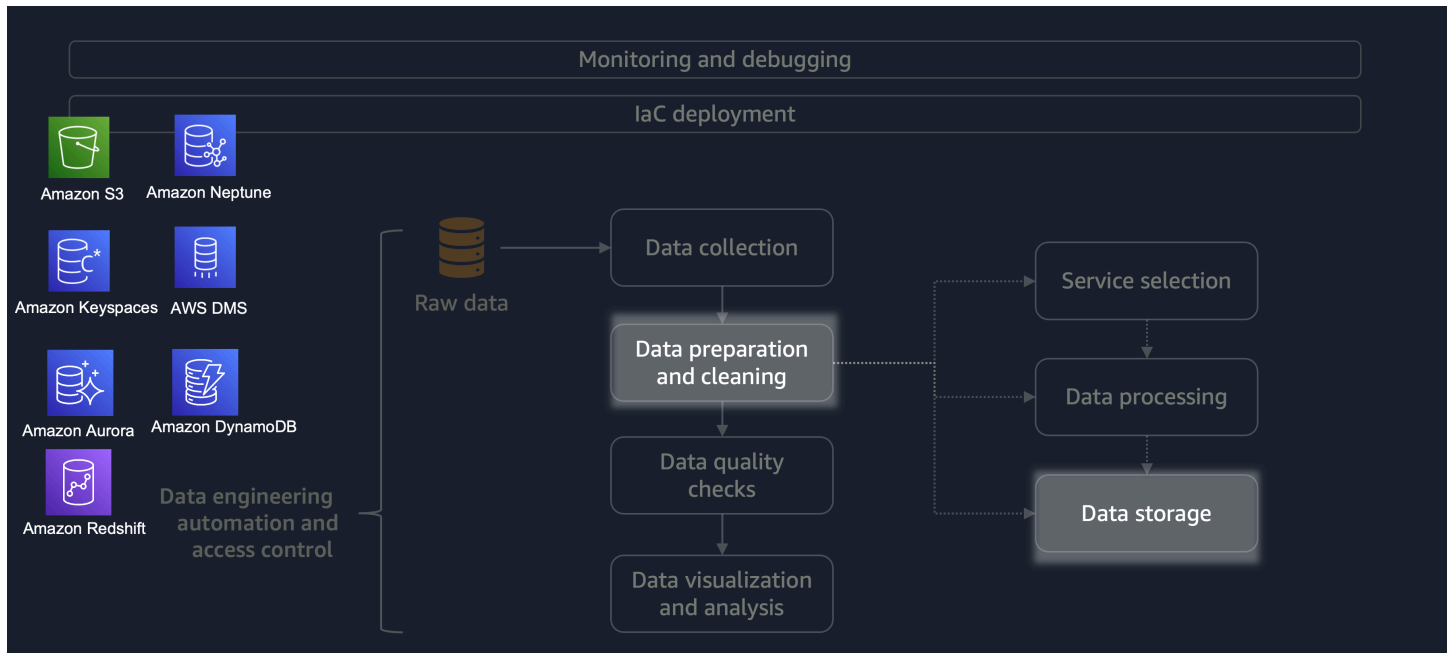 Monitoring and debugging
IaC deployment
Amazon S3
Amazon Neptune
Amazon Keyspaces
AWS DMS
Amazon Aurora
Amazon DynamoDB
Amazon Redshift
Data engineering
automation and
access control
Raw data
Data collection
Data preparation
and cleaning
Data quality
checks
Data visualization
and analysis
Service selection
Data processing
Data storage